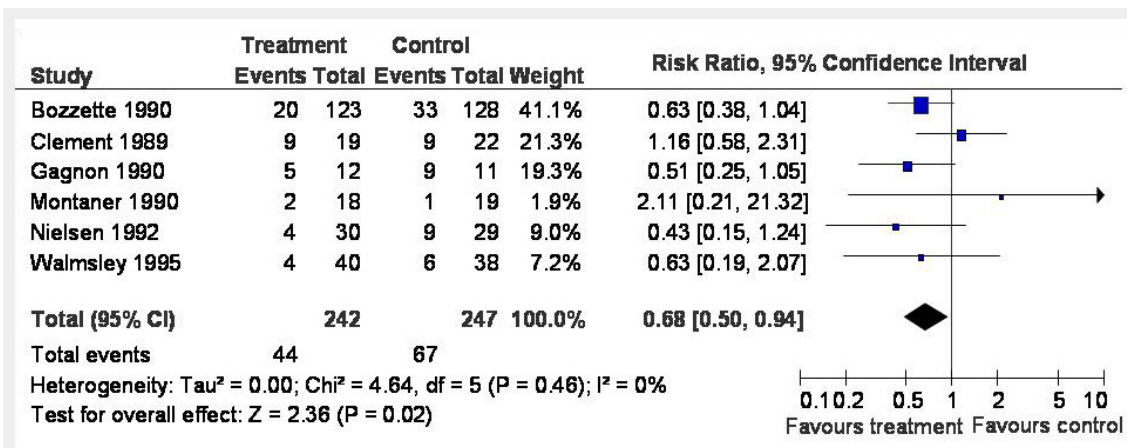 Treatment Control
Study Events Total Events Total Weight Risk Ratio, 95% Confidence Interval
Bozzette 1990 20 123 33 128 41.1% 0.63 [0.38, 1.04]
Clement 1989 9 19 9 22 21.3% 1.16 [0.58, 2.31]
Gagnon 1990 5 12 9 11 19.3% 0.51 [0.25, 1.05]
Montaner 1990 2 18 1 19 1.9% 2.11 [0.21, 21.32]
Nielsen 1992 4 30 9 29 9.0% 0.43 [0.15, 1.24]
Walmsley 1995 4 40 6 38 7.2% 0.63 [0.19, 2.07]
Total (95% CI) 242 247 100.0% 0.68 [0.50, 0.94]
Total events 44 67
Heterogeneity: Tau² = 0.00; Chi² = 4.64, df = 5 (P = 0.46); I² = 0%
Test for overall effect: Z = 2.36 (P = 0.02)
0.1 0.2 0.5 1 2 5 10
Favours treatment Favours control